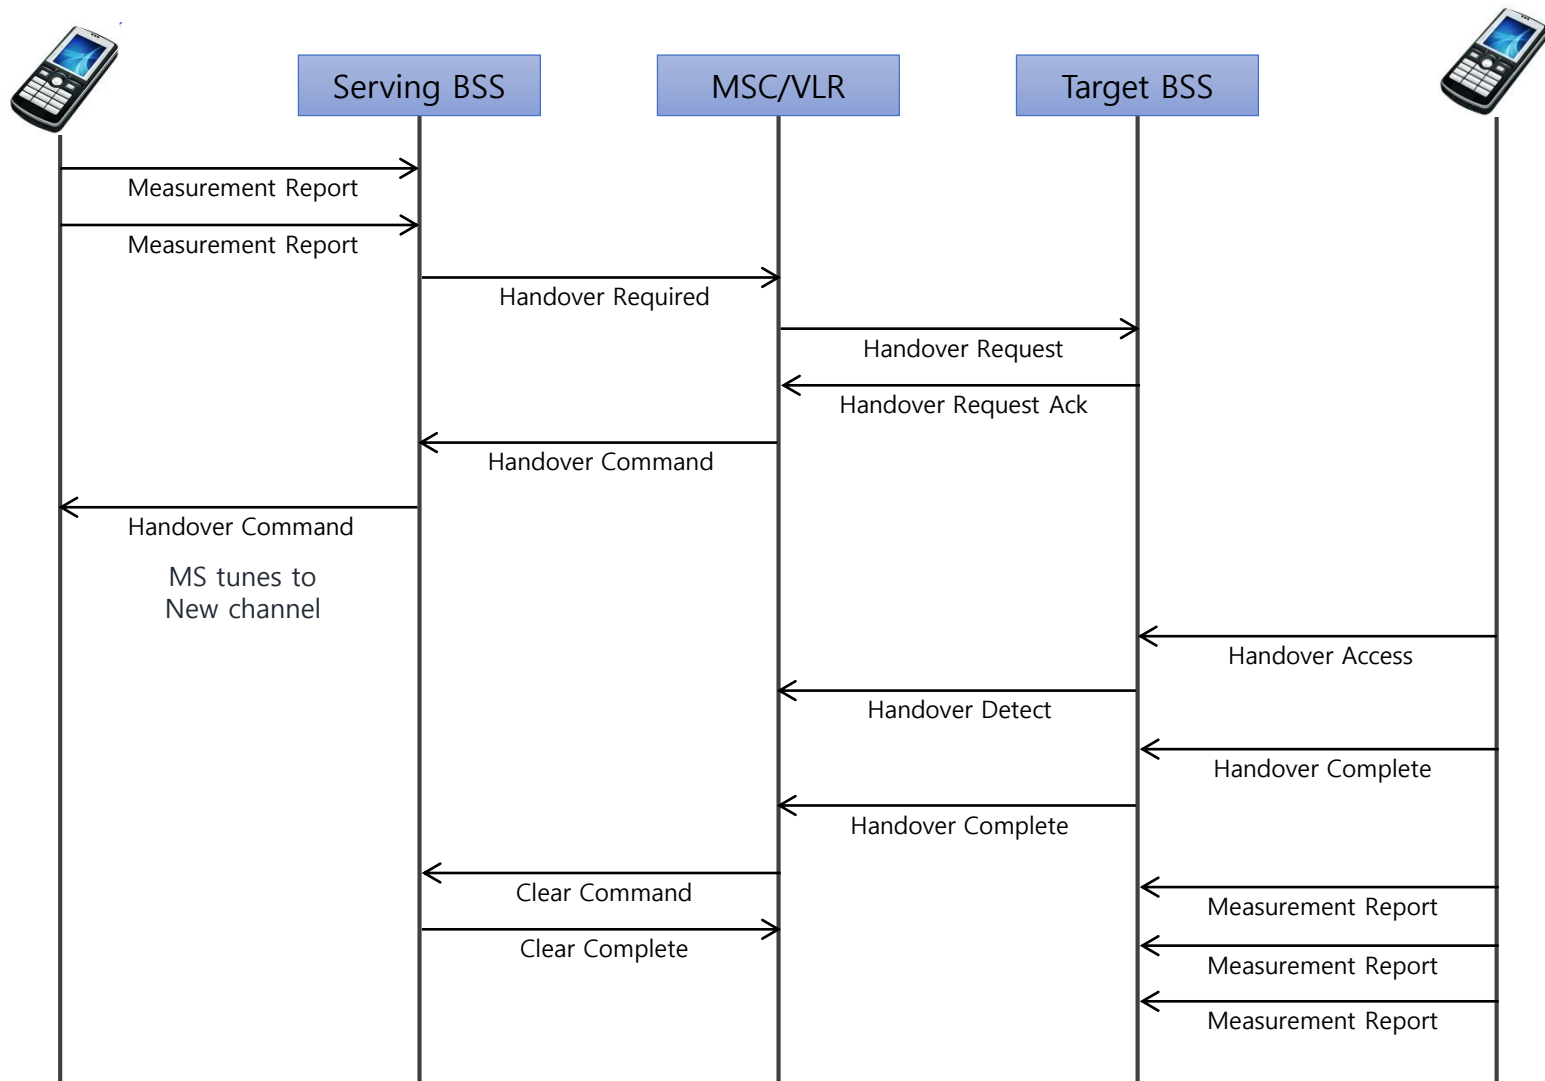 Serving BSS
MSC/VLR
Target BSS
Measurement Report
Measurement Report
Handover Required
Handover Request
Handover Request Ack
Handover Command
Handover Command
MS tunes to
New channel
Handover Access
Handover Detect
Handover Complete
Handover Complete
Clear Command
Measurement Report
Clear Complete
Measurement Report
Measurement Report